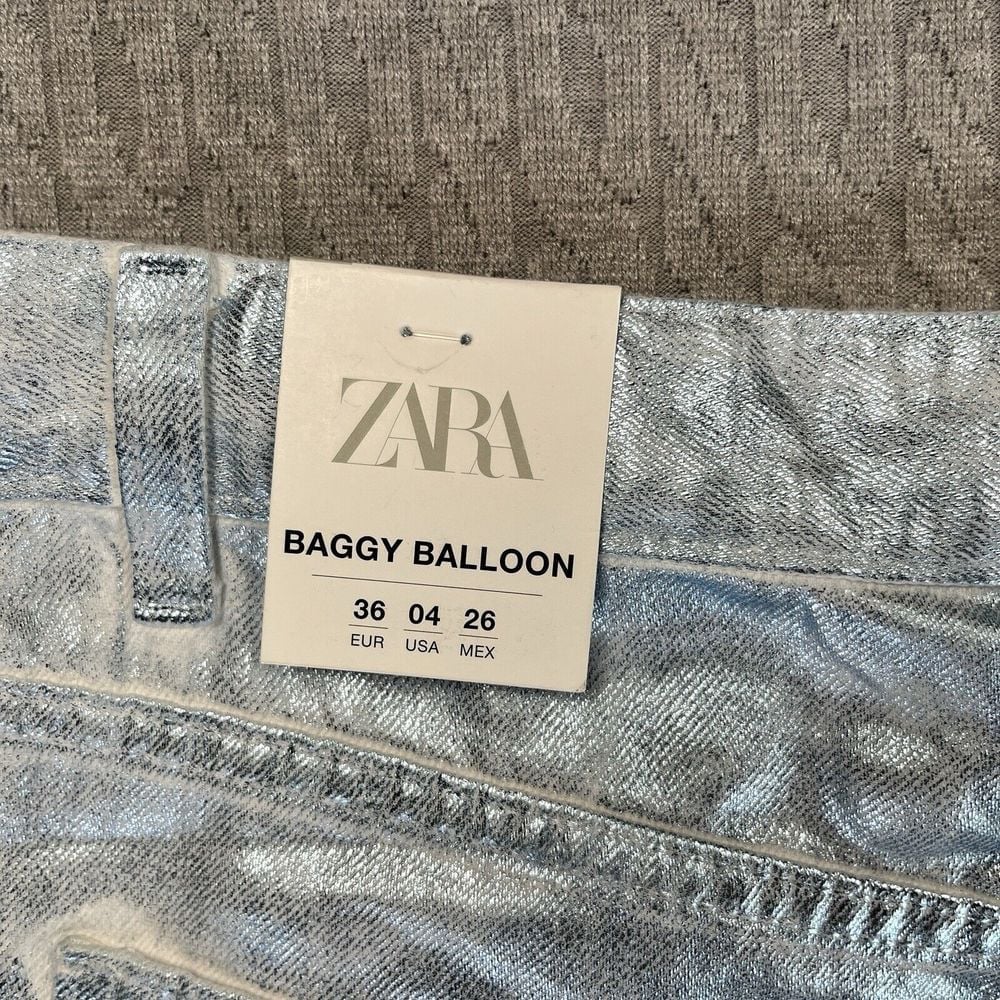 ZARA
BAGGY BALLOON
36 04 26
EUR USA MEX